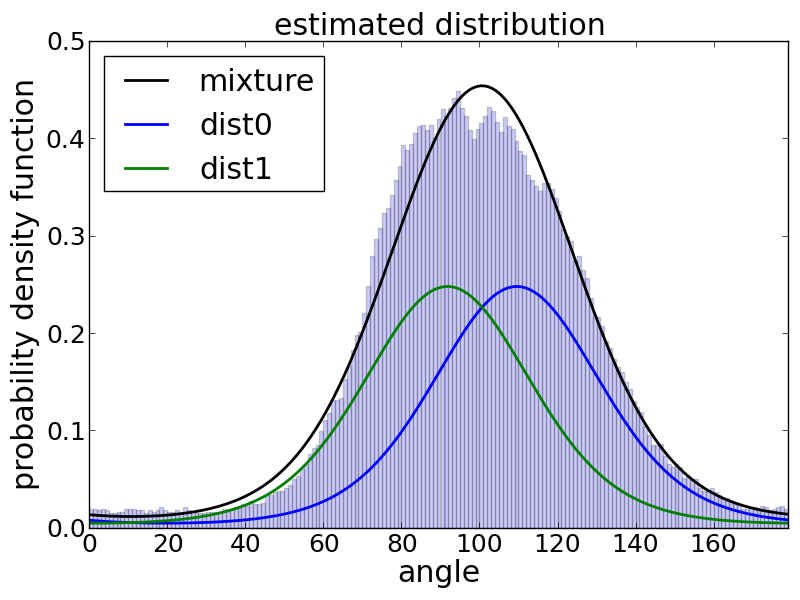 estimated distribution
probability density function
0.5
0.4
0.3
0.2
0.1
0.0
mixture
dist0
dist1
0 20 40 60 80 100 120 140 160
angle